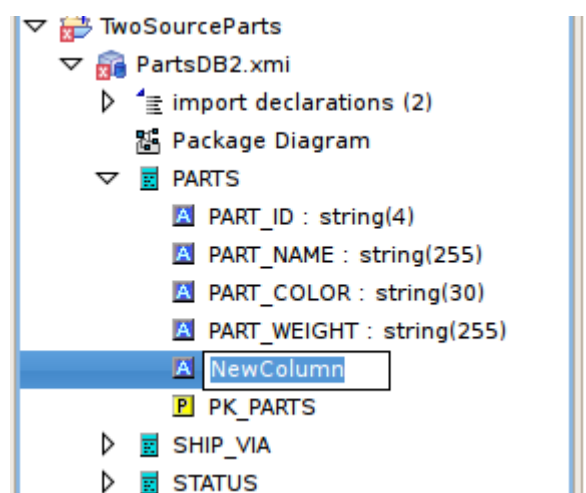 TwoSourceParts
PartsDB2.xmi
import declarations (2)
Package Diagram
PARTS
A PART_ID : string(4)
A PART_NAME : string(255)
A PART_COLOR : string(30)
A PART_WEIGHT : string(255)
A NewColumn
P PK_PARTS
SHIP_VIA
STATUS